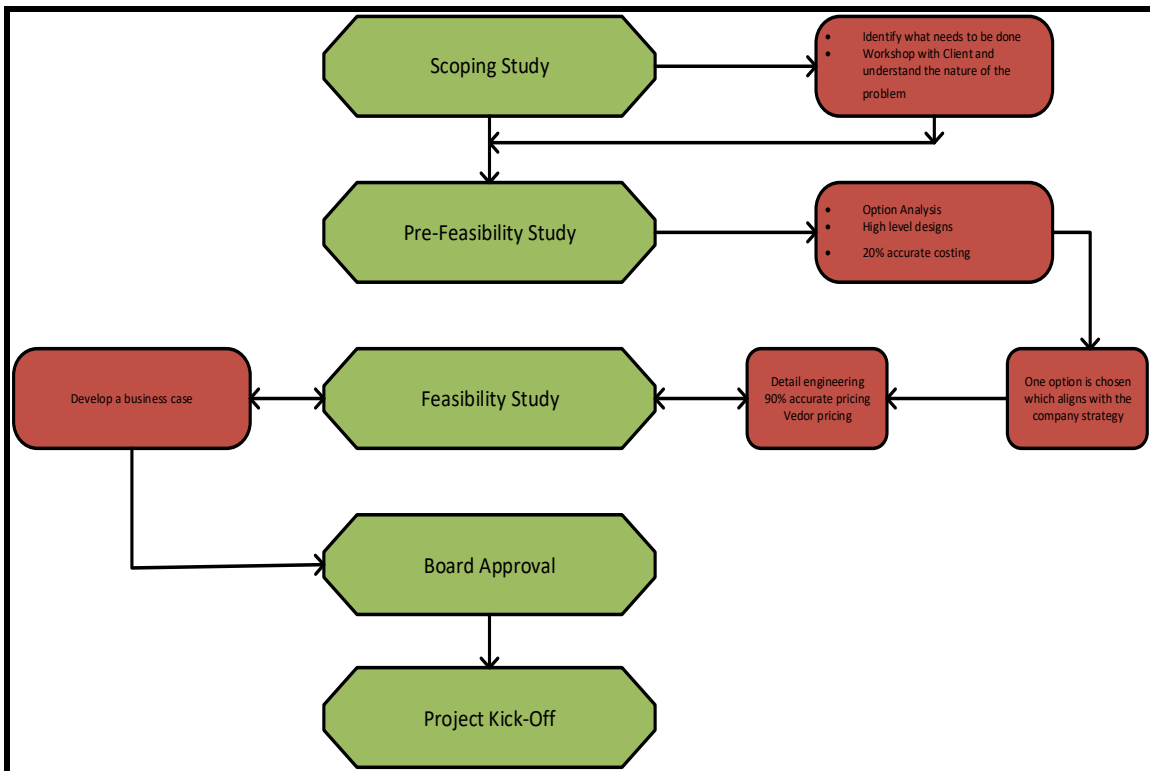 Scoping Study
• Identify what needs to be done
• Workshop with Client and
understand the nature of the
problem
Pre-Feasibility Study
• Option Analysis
• High level designs
• 20% accurate costing
Develop a business case
Feasibility Study
Detail engineering
90% accurate pricing
Vedor pricing
One option is chosen
which aligns with the
company strategy
Board Approval
Project Kick-Off